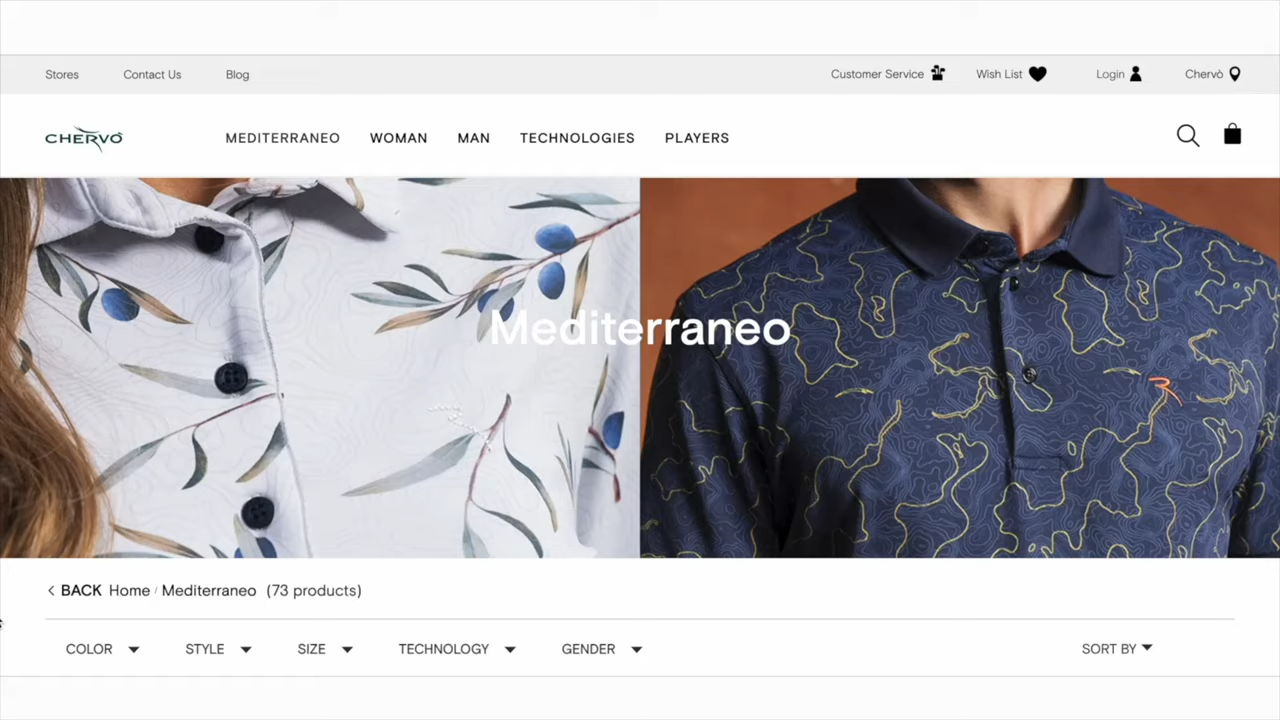 Stores Contact Us Blog Customer Service Wish List Login Chervò
CHERVÒ MEDITERRANEO WOMAN MAN TECHNOLOGIES PLAYERS
Mediterraneo
BACK Home / Mediterraneo (73 products)
COLOR STYLE SIZE TECHNOLOGY GENDER SORT BY